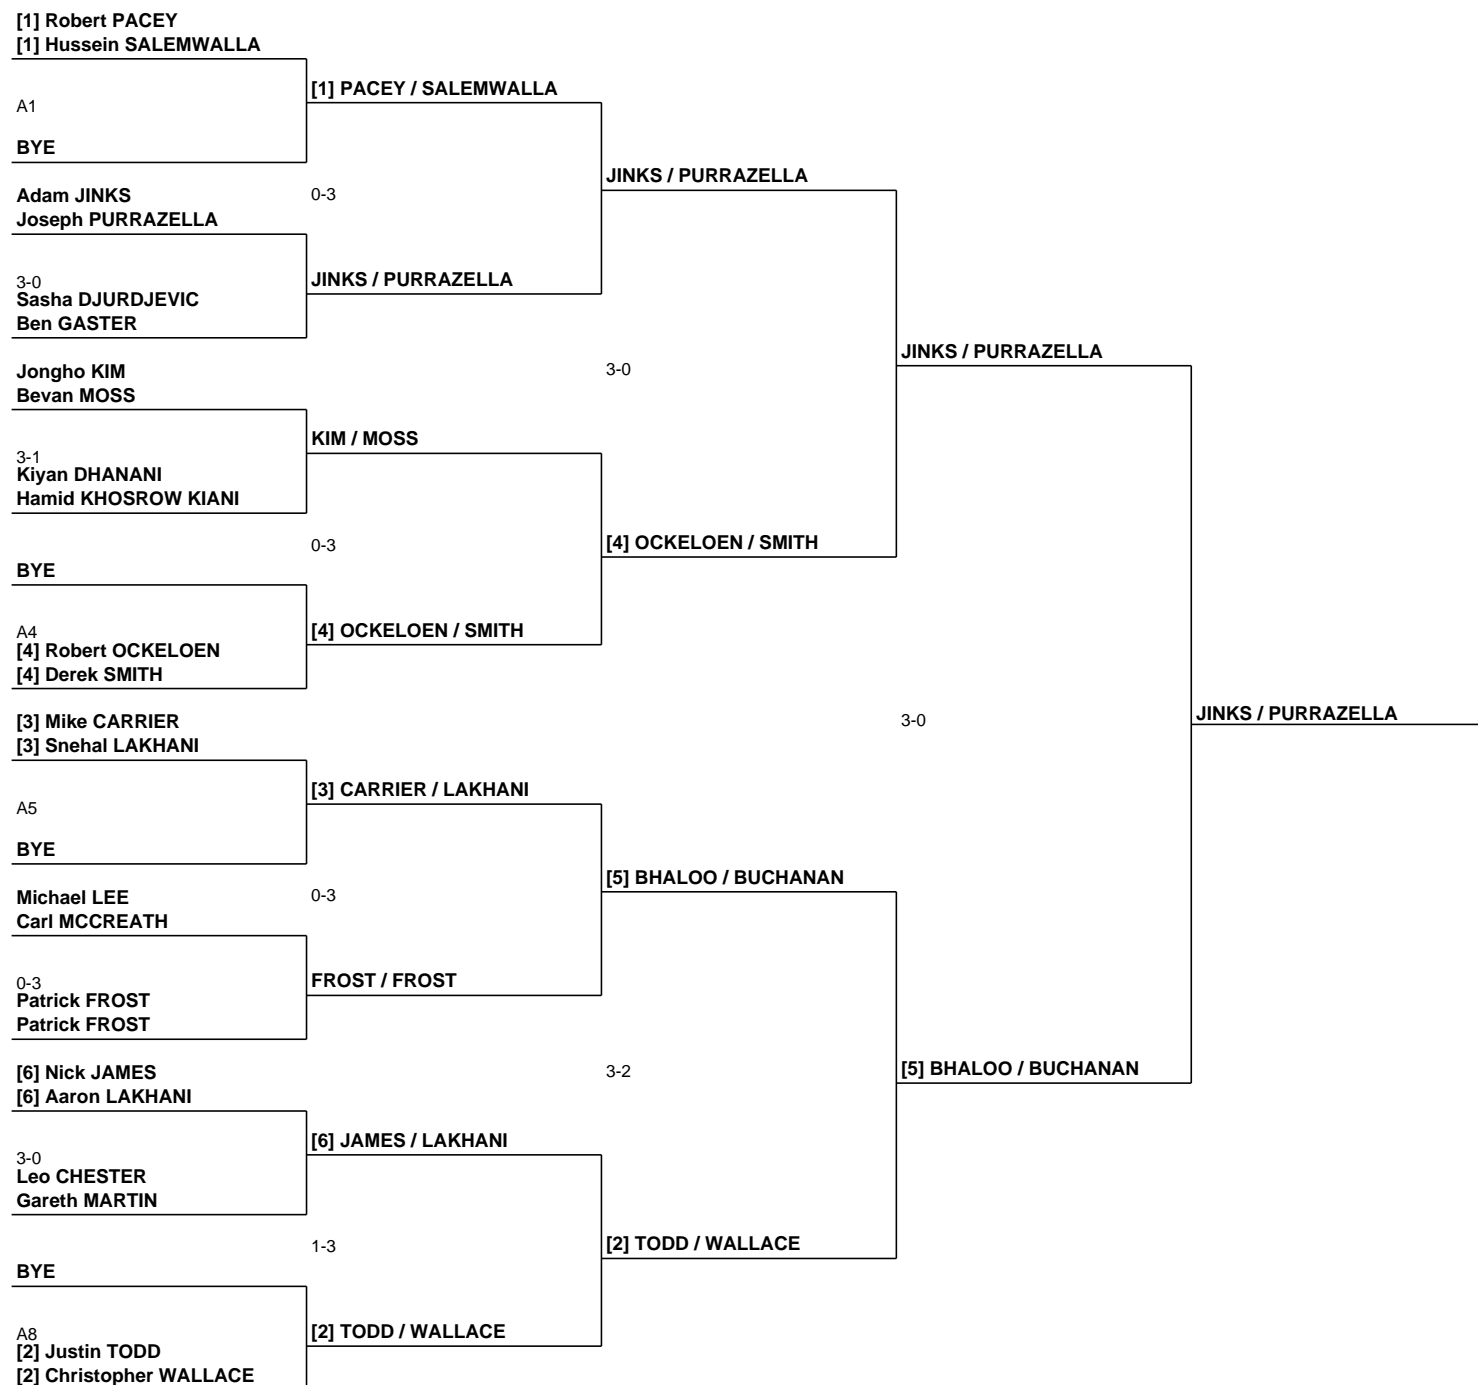 [1] Robert PACEY
[1] Hussein SALEMWALLA
[1] PACEY / SALEMWALLA
A1
BYE
JINKS / PURRAZELLA
Adam JINKS
0-3
Joseph PURRAZELLA
3-0
JINKS / PURRAZELLA
Sasha DJURDJEVIC
Ben GASTER
JINKS / PURRAZELLA
Jongho KIM
3-0
Bevan MOSS
KIM / MOSS
3-1
Kiyan DHANANI
Hamid KHOSROW KIANI
0-3
[4] OCKELOEN / SMITH
BYE
A4
[4] OCKELOEN / SMITH
[4] Robert OCKELOEN
[4] Derek SMITH
[3] Mike CARRIER
3-0
JINKS / PURRAZELLA
[3] Snehal LAKHANI
[3] CARRIER / LAKHANI
A5
BYE
[5] BHALOO / BUCHANAN
Michael LEE
0-3
Carl MCCREATH
0-3
FROST / FROST
Patrick FROST
Patrick FROST
[6] Nick JAMES
3-2
[5] BHALOO / BUCHANAN
[6] Aaron LAKHANI
[6] JAMES / LAKHANI
3-0
Leo CHESTER
Gareth MARTIN
1-3
[2] TODD / WALLACE
BYE
A8
[2] TODD / WALLACE
[2] Justin TODD
[2] Christopher WALLACE